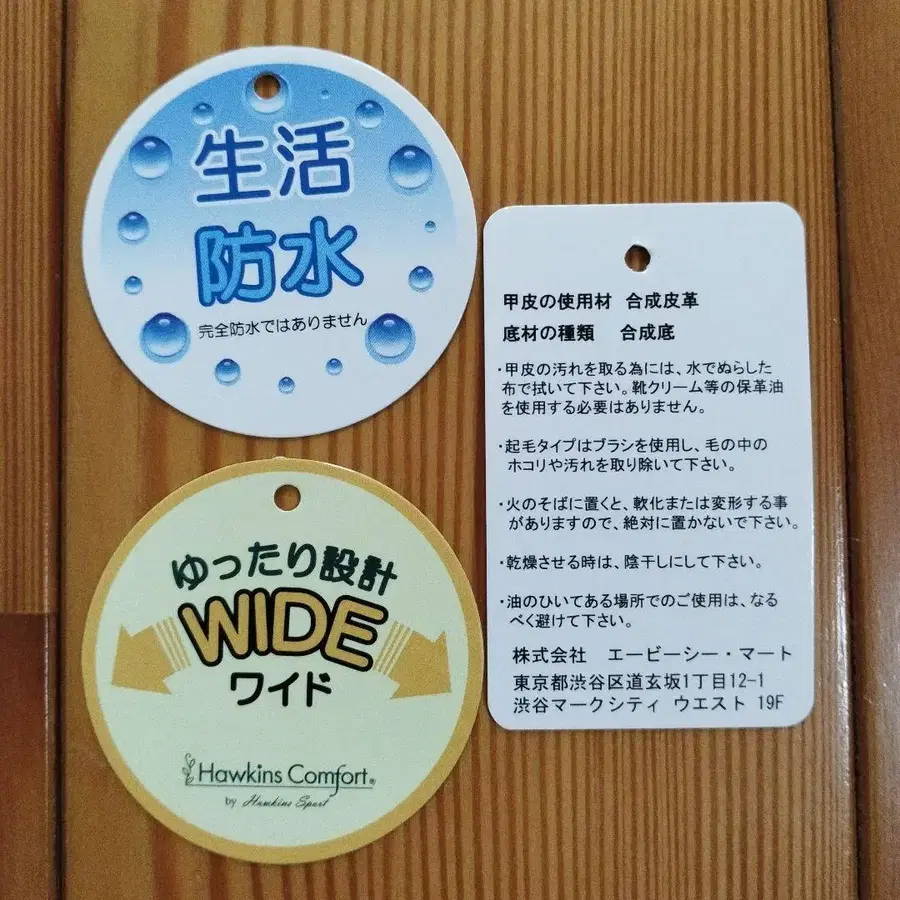 生活
防水
完全防水ではありません
ゆったり設計
WIDE
ワイド
Hawkins Comfort®
by Hawkins Sport
甲皮の使用材 合成皮革
底材の種類 合成底
・甲皮の汚れを取る為には、水でぬらした
布で拭いて下さい。靴クリーム等の保革油
を使用する必要はありません。
・起毛タイプはブラシを使用し、毛の中の
ホコリや汚れを取り除いて下さい。
・火のそばに置くと、軟化または変形する事
がありますので、絶対に置かないで下さい。
・乾燥させる時は、陰干しにして下さい。
・油のひいてある場所でのご使用は、なる
べく避けて下さい。
株式会社 エービーシー・マート
東京都渋谷区道玄坂1丁目12-1
渋谷マークシティ ウエスト 19F